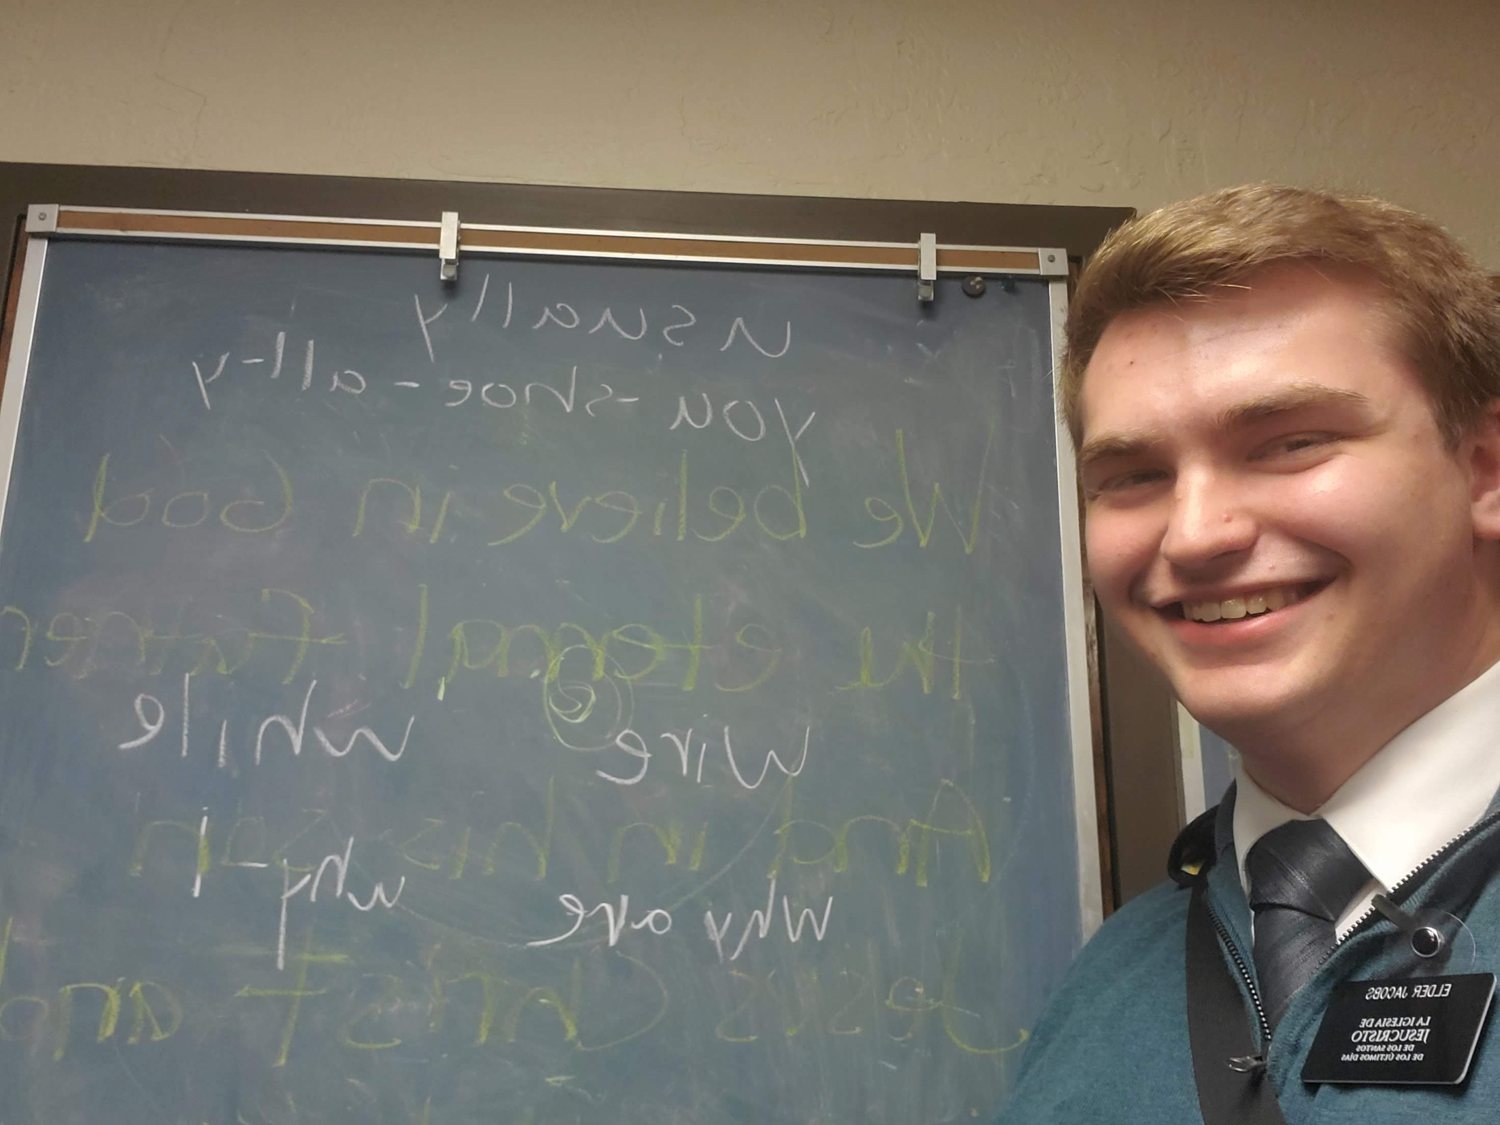 usually
you-shoe-all-y
We believe in God
the eternal, father
e
wire while
And in his son
why are why-l
Jesus Christ and
ELDER JACOBS
LA IGLESIA DE
JESUCRISTO
DE LOS SANTOS
DE LOS ÚLTIMOS DÍAS